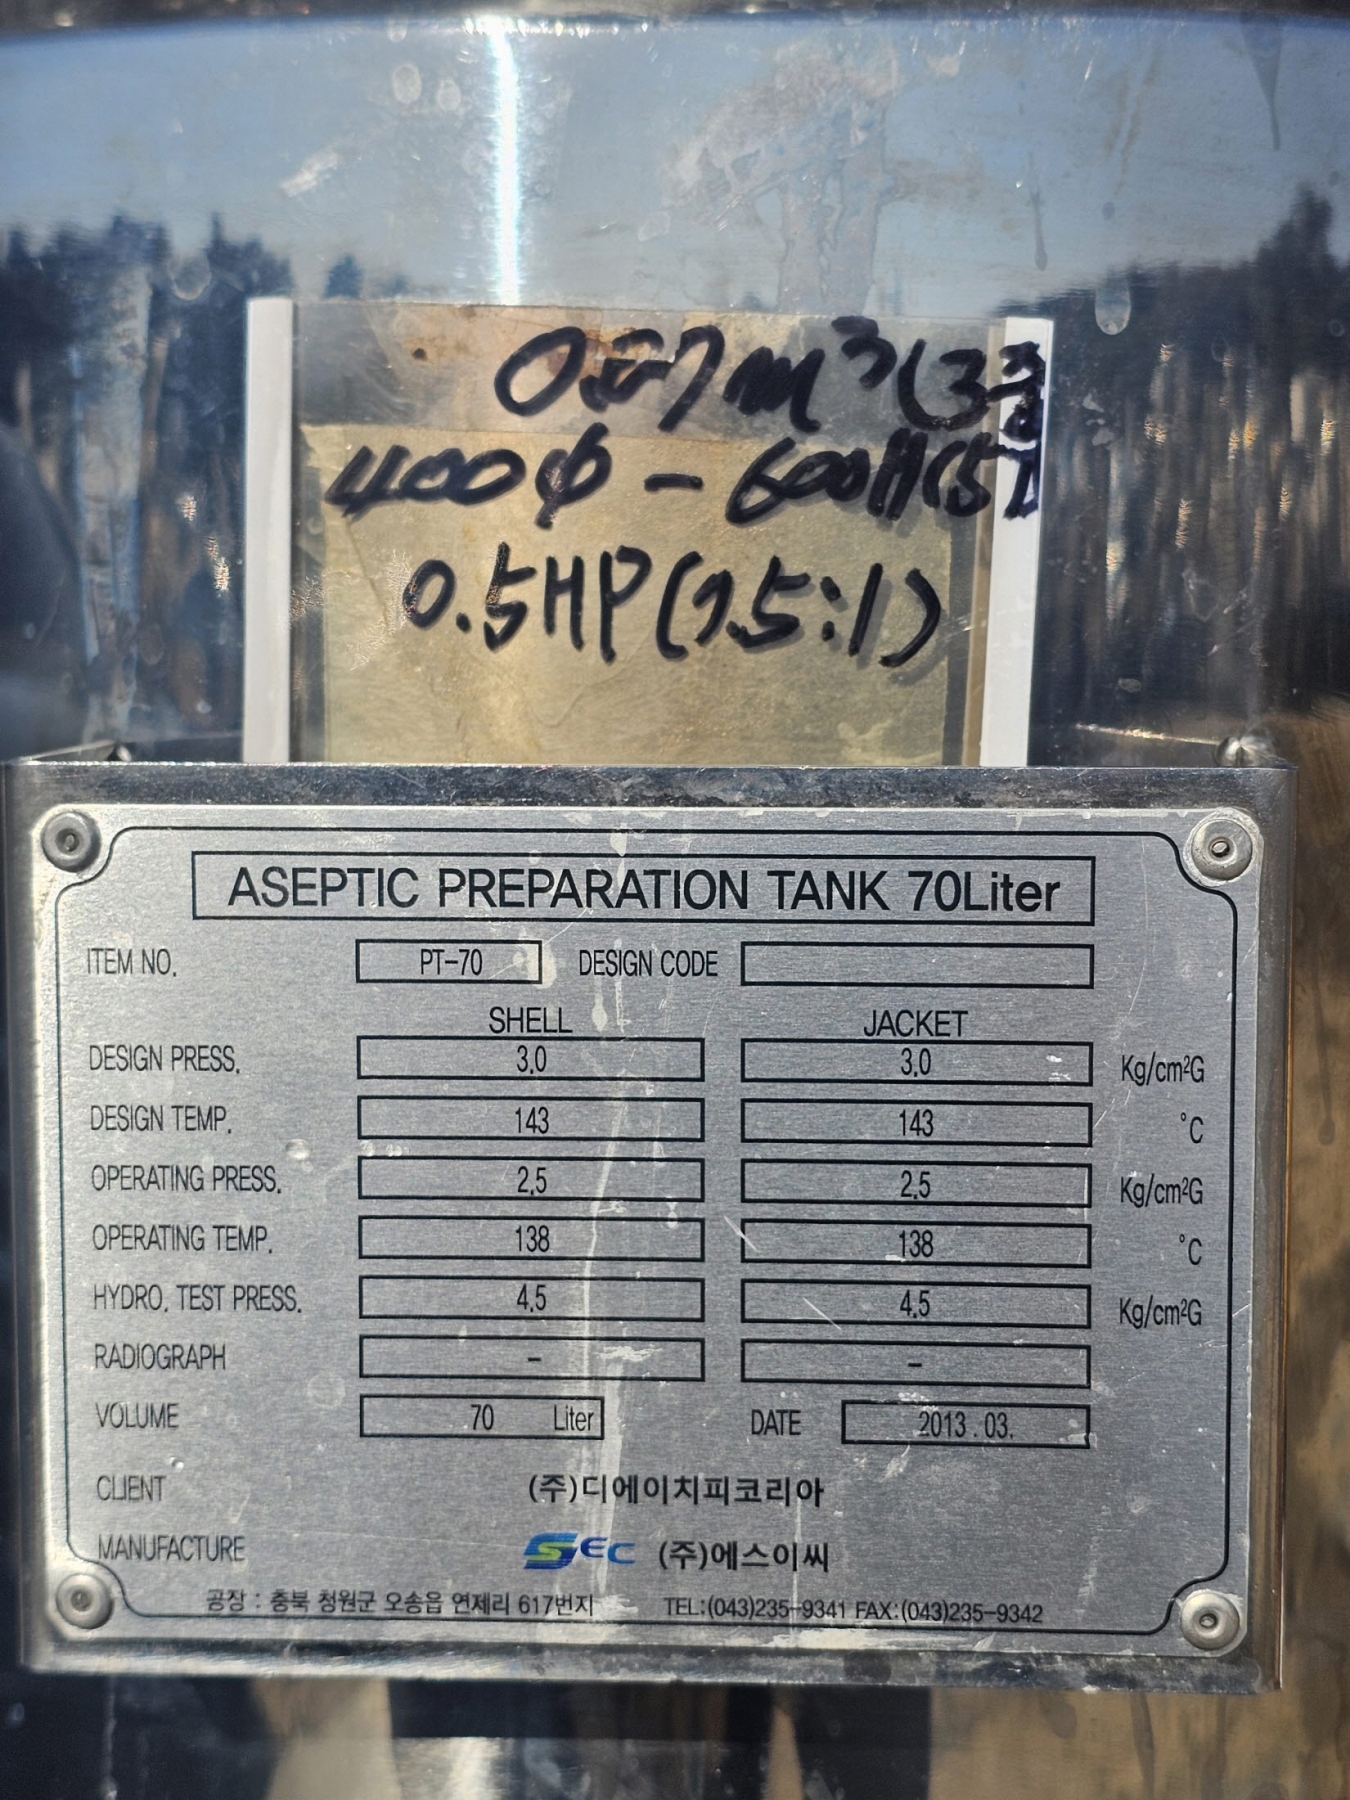 m³(3중
400φ - 600H(5
0.5HP(7.5:1)
ASEPTIC PREPARATION TANK 70Liter
ITEM NO. PT-70 DESIGN CODE
SHELL JACKET
DESIGN PRESS. 3.0 3.0 Kg/cm²G
DESIGN TEMP. 143 143 °C
OPERATING PRESS. 2.5 2.5 Kg/cm²G
OPERATING TEMP. 138 138 °C
HYDRO. TEST PRESS. 4.5 4.5 Kg/cm²G
RADIOGRAPH - -
VOLUME 70 Liter DATE 2013.03.
CLIENT (주)디에이치피코리아
MANUFACTURE SEC (주)에스이씨
공장 : 충북 청원군 오송읍 연제리 617번지 TEL:(043)235-9341 FAX:(043)235-9342